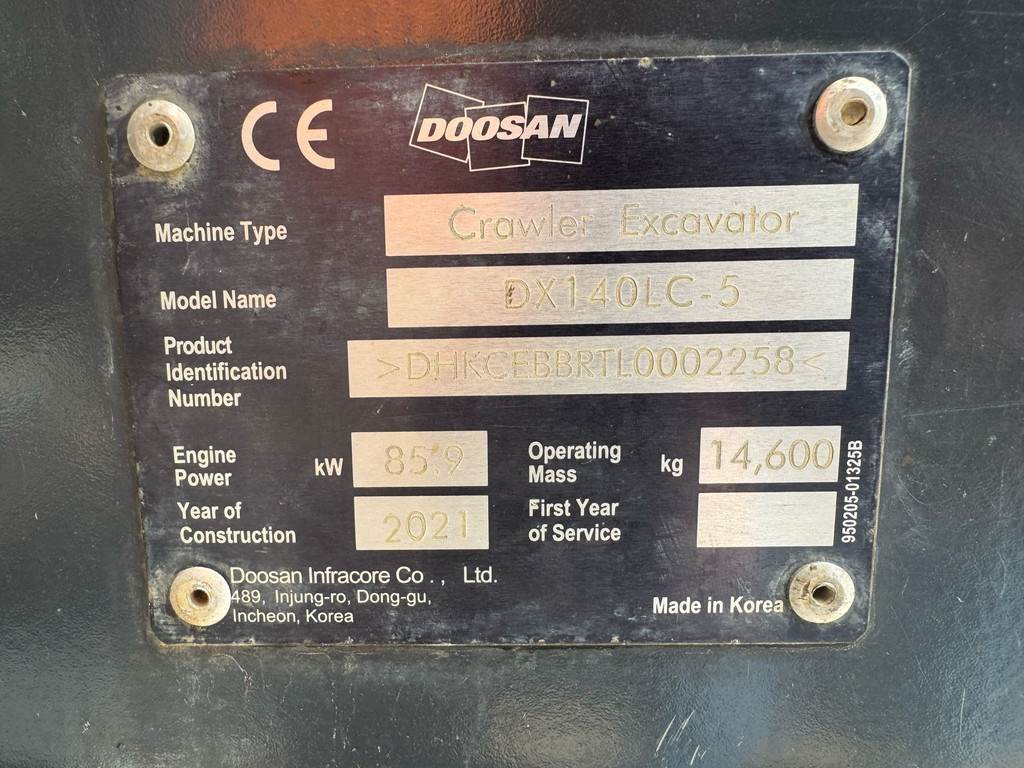 CE DOOSAN
Machine Type Crawler Excavator
Model Name DX140LC-5
Product
Identification
Number
>DHKCEBBRTL0002258<
Engine
Power kW 85.9
Operating
Mass kg 14,600
Year of
Construction 2021
First Year
of Service
950205-01325B
Doosan Infracore Co., Ltd.
489, Injung-ro, Dong-gu,
Incheon, Korea
Made in Korea